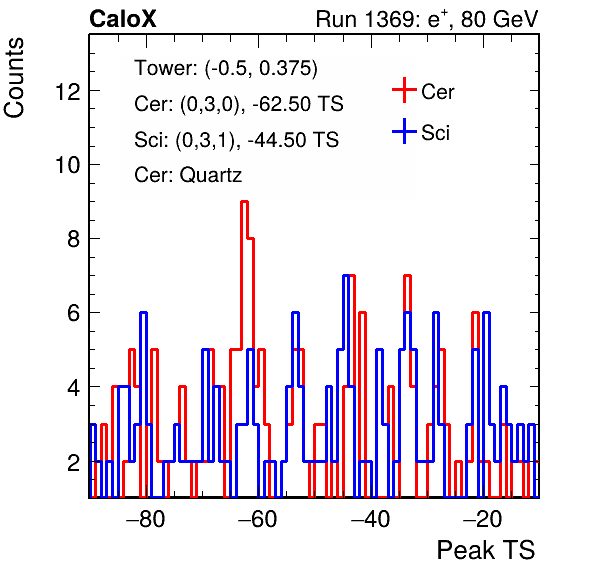 CaloX Run 1369: e⁺, 80 GeV
Counts
Tower: (-0.5, 0.375)
Cer: (0,3,0), -62.50 TS
Sci: (0,3,1), -44.50 TS
Cer: Quartz
Cer
Sci
12
10
8
6
4
2
−80 −60 −40 −20
Peak TS